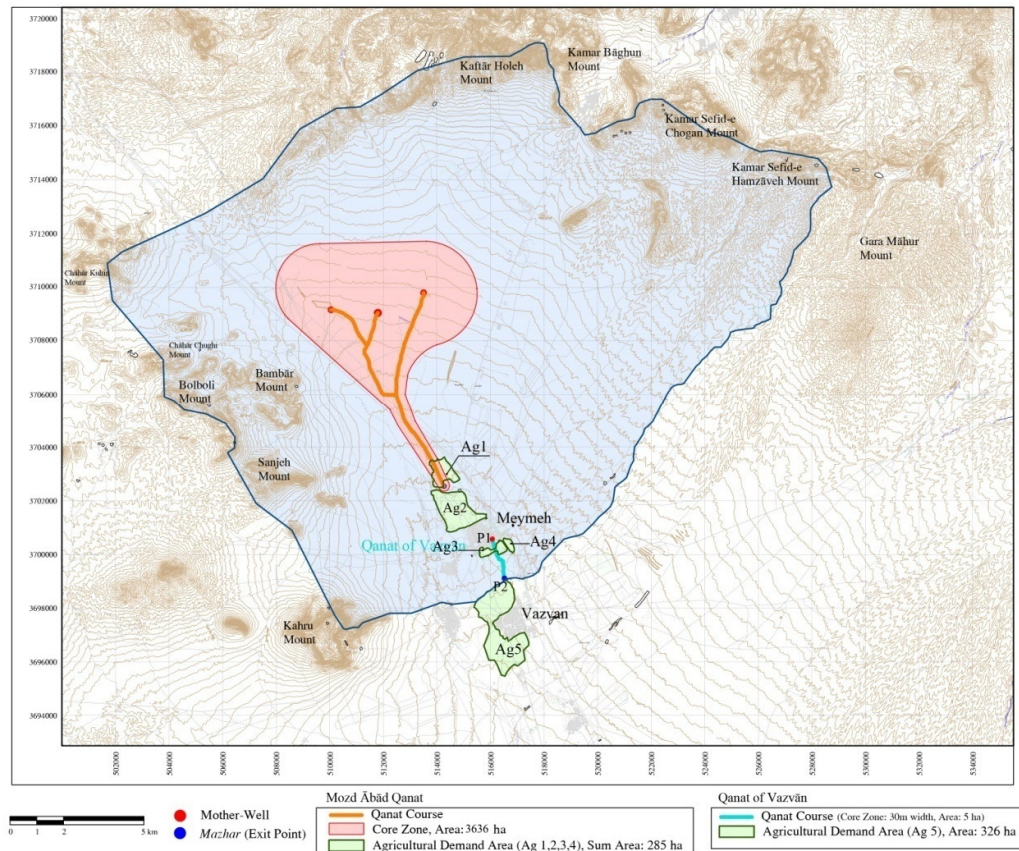 3720000
3718000
3716000
3714000
3712000
3710000
3708000
3706000
3704000
3702000
3700000
3698000
3696000
3694000
Kaftār Holeh
Mount
Kamar Bāghun
Mount
Kamar Sefid-e
Chogan Mount
Kamar Sefid-e
Hamzāveh Mount
Gara Māhur
Mount
Chāhār Kuhin
Mount
Chāhār Chughi
Mount
Bolboli
Mount
Bambār
Mount
Sanjeh
Mount
Ag1
Ag2
Meymeh
P1
Qanat of Vazvān
Ag3
Ag4
P2
Vazvan
Ag5
Kahru
Mount
502000
504000
506000
508000
5100000
512000
514000
516000
518000
520000
522000
524000
526000
528000
530000
532000
534000
0 1 2 5 km
Mother-Well
Mazhar (Exit Point)
Mozd Ābād Qanat
Qanat Course
Core Zone, Area: 3636 ha
Agricultural Demand Area (Ag 1,2,3,4), Sum Area: 285 ha
Qanat of Vazvān
Qanat Course (Core Zone: 30m width, Area: 5 ha)
Agricultural Demand Area (Ag 5), Area: 326 ha